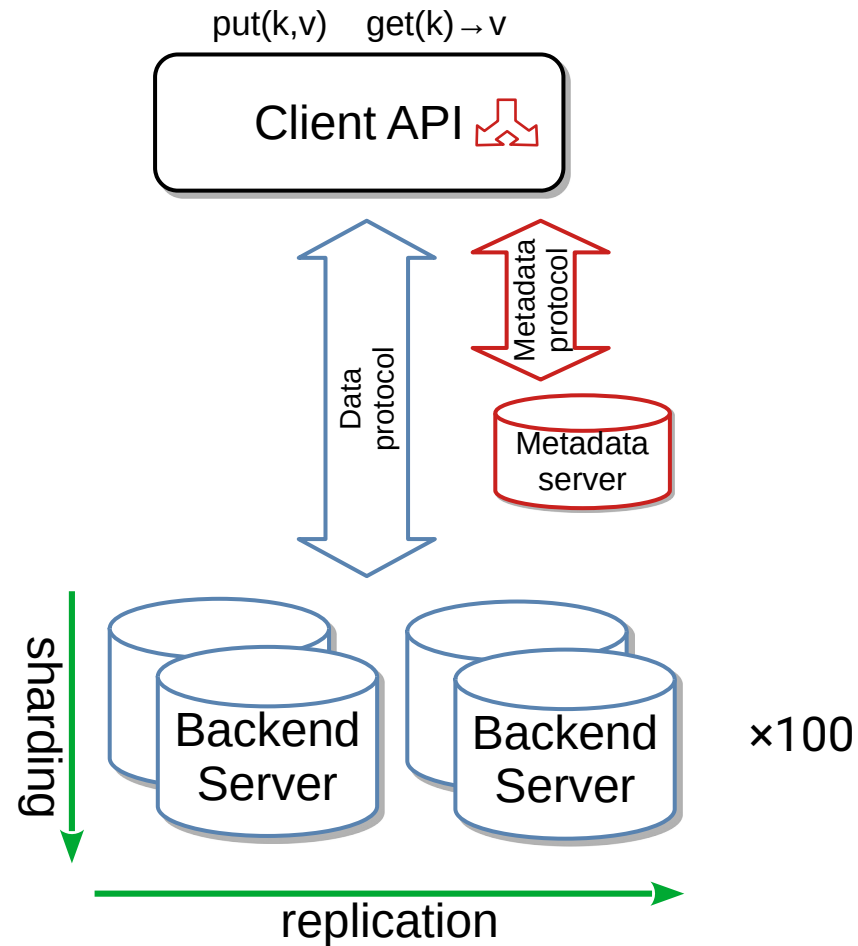 put(k,v) get(k)→v
Client API
Metadata
protocol
Data
protocol
Metadata
server
sharding
Backend
Server
Backend
Server
×100
replication